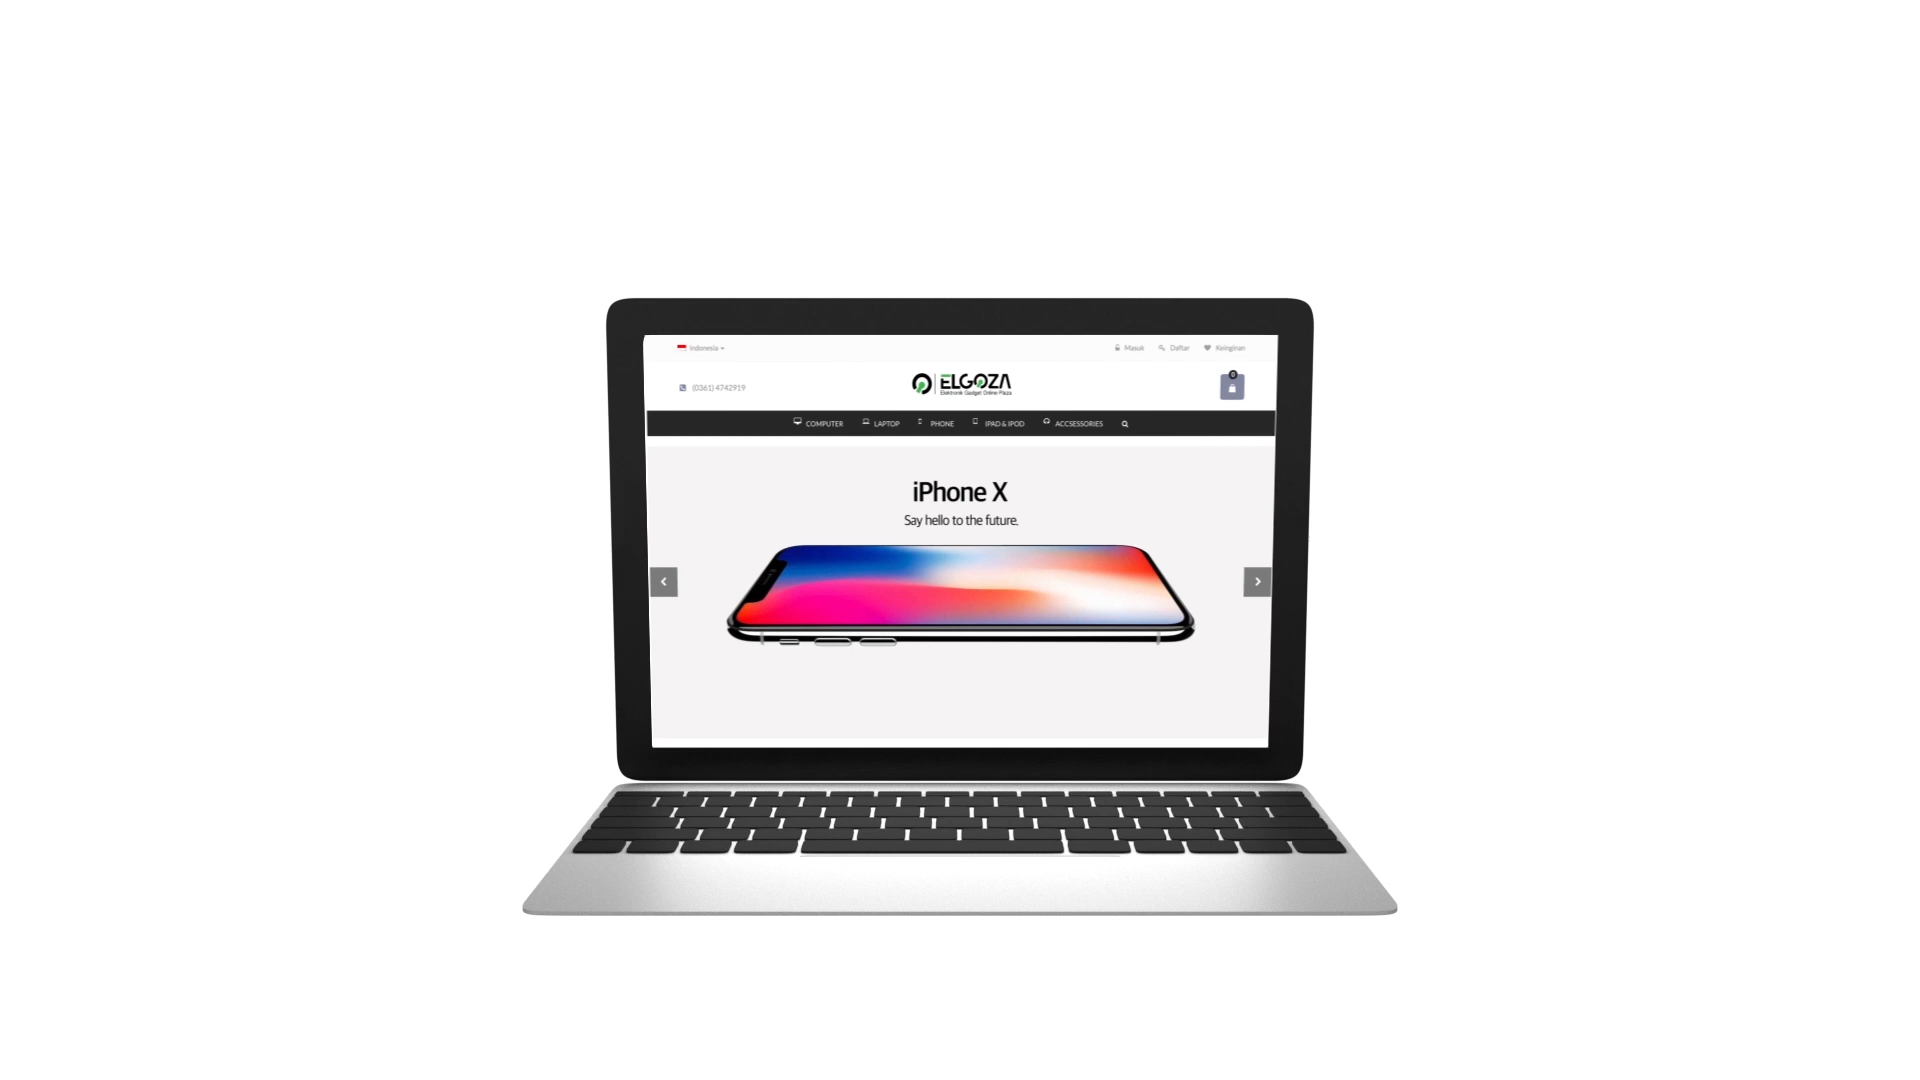 Indonesia
Masuk Daftar Keinginan
(0361) 4742919
ELGOZA
Elektronik Gadget Online Plaza
0
COMPUTER LAPTOP PHONE IPAD & IPOD ACCSESSORIES
iPhone X
Say hello to the future.